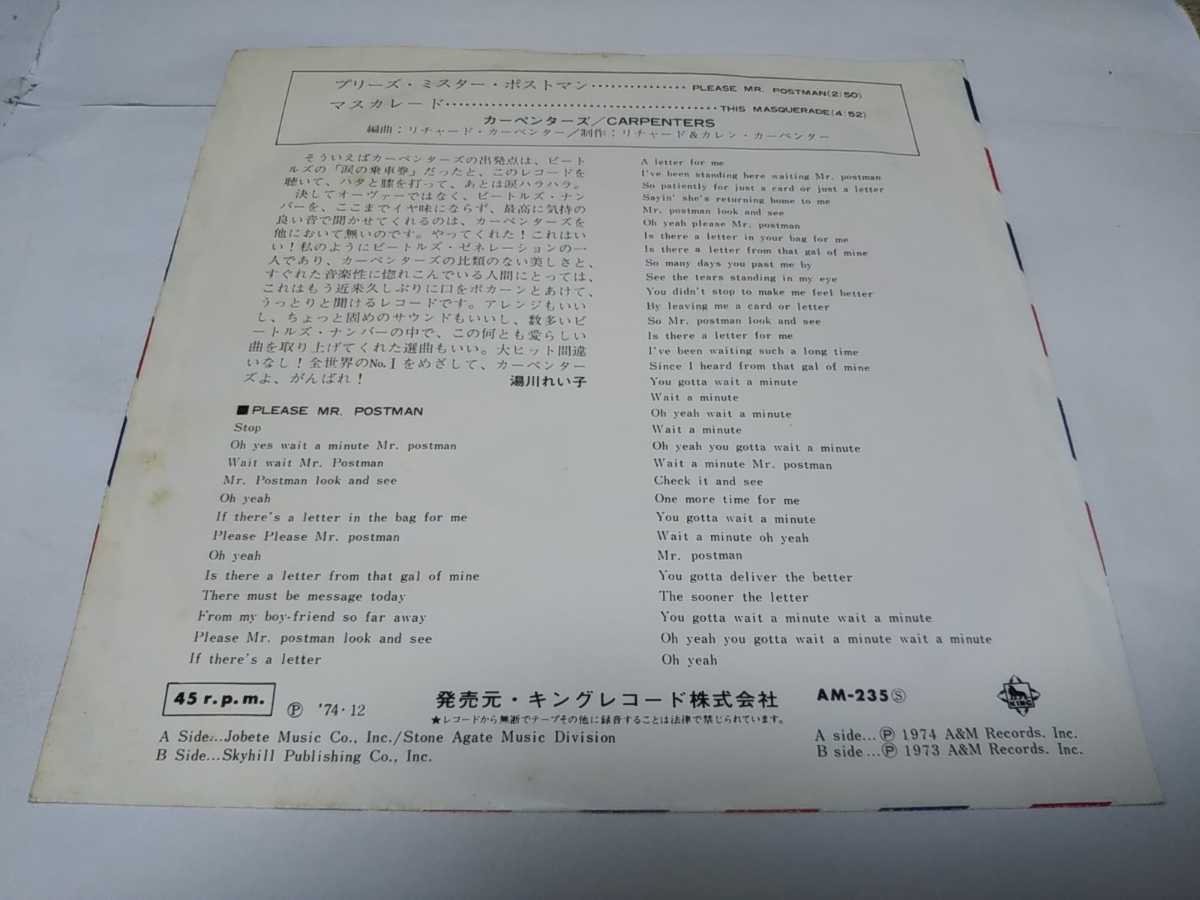 プリーズ・ミスター・ポストマン……………PLEASE MR. POSTMAN(2:50)
マスカレード……………………………………THIS MASQUERADE(4:52)
カーペンターズ/CARPENTERS
編曲：リチャード・カーペンター／制作：リチャード＆カレン・カーペンター
そういえばカーペンターズの出発点は、ビート
ルズの「涙の乗車券」だったと、このレコードを
聴いて、ハタと膝を打って、あとは涙ハラハラ。
決してオーヴァーではなく、ビートルズ・ナン
バーを、ここまでイヤ味にならず、最高に気持の
良い音で聞かせてくれるのは、カーペンターズを
他において無いのです。やってくれた！これはい
い！私のようにビートルズ・ゼネレーションの一
人であり、カーペンターズの比類のない美しさと、
すぐれた音楽性に惚れこんでいる人間にとっては、
これはもう近来久しぶりに口をポカーンとあけて、
うっとりと聞けるレコードです。アレンジもいい
し、ちょっと固めのサウンドもいいし、数多いビ
ートルズ・ナンバーの中で、この何とも愛らしい
曲を取り上げてくれた選曲もいい。大ヒット間違
いなし！全世界のNo.1をめざして、カーペンター
ズよ、がんばれ！ 湯川れい子
■PLEASE MR. POSTMAN
Stop
Oh yes wait a minute Mr. postman
Wait wait Mr. Postman
Mr. Postman look and see
Oh yeah
If there's a letter in the bag for me
Please Please Mr. postman
Oh yeah
Is there a letter from that gal of mine
There must be message today
From my boy-friend so far away
Please Mr. postman look and see
If there's a letter
A letter for me
I've been standing here waiting Mr. postman
So patiently for just a card or just a letter
Sayin' she's returning home to me
Mr. postman look and see
Oh yeah please Mr. postman
Is there a letter in your bag for me
Is there a letter from that gal of mine
So many days you past me by
See the tears standing in my eye
You didn't stop to make me feel better
By leaving me a card or letter
So Mr. postman look and see
Is there a letter for me
I've been waiting such a long time
Since I heard from that gal of mine
You gotta wait a minute
Wait a minute
Oh yeah wait a minute
Wait a minute
Oh yeah you gotta wait a minute
Wait a minute Mr. postman
Check it and see
One more time for me
You gotta wait a minute
Wait a minute oh yeah
Mr. postman
You gotta deliver the better
The sooner the letter
You gotta wait a minute wait a minute
Oh yeah you gotta wait a minute wait a minute
Oh yeah
45 r.p.m.
Ⓟ '74・12
発売元・キングレコード株式会社
AM-235Ⓢ
KING
★レコードから無断でテープその他に録音することは法律で禁じられています。
A Side...Jobete Music Co., Inc./Stone Agate Music Division
B Side...Skyhill Publishing Co., Inc.
A side...Ⓟ 1974 A&M Records. Inc.
B side...Ⓟ 1973 A&M Records. Inc.